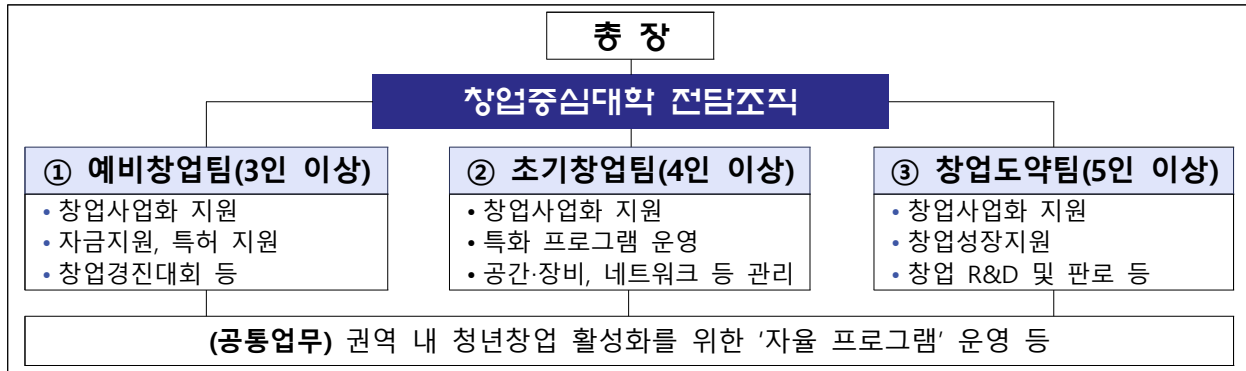 총 장
창업중심대학 전담조직
① 예비창업팀(3인 이상)
• 창업사업화 지원
• 자금지원, 특허 지원
• 창업경진대회 등
② 초기창업팀(4인 이상)
• 창업사업화 지원
• 특화 프로그램 운영
• 공간·장비, 네트워크 등 관리
③ 창업도약팀(5인 이상)
• 창업사업화 지원
• 창업성장지원
• 창업 R&D 및 판로 등
(공통업무) 권역 내 청년창업 활성화를 위한 ‘자율 프로그램’ 운영 등